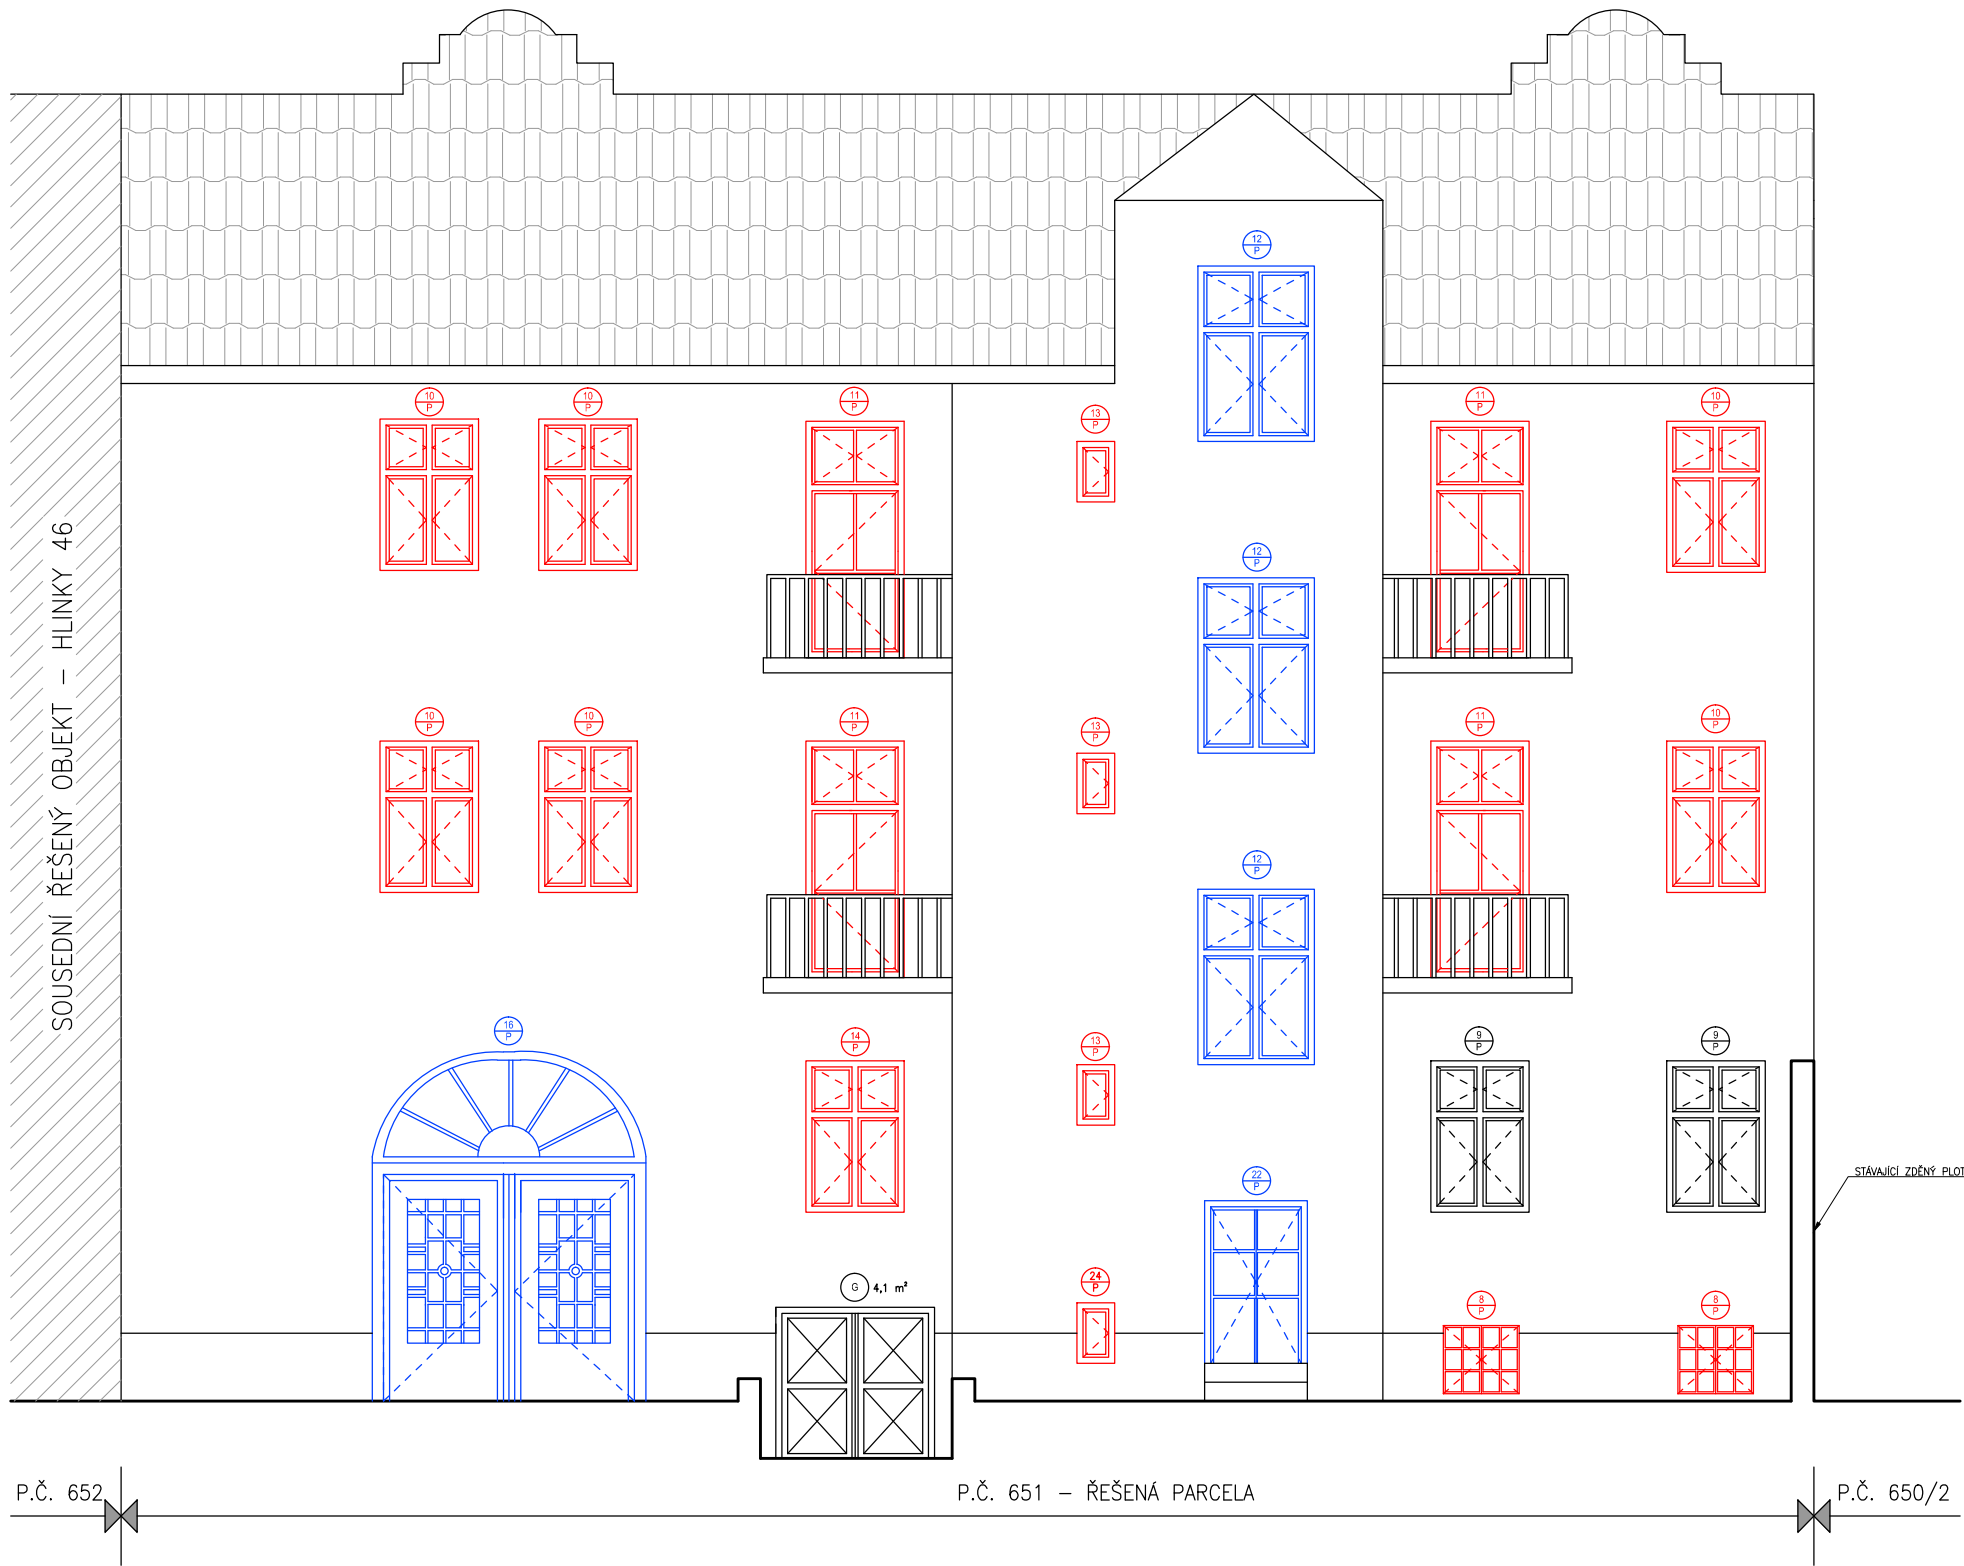 12
P
10
P
10
P
11
P
13
P
11
P
10
P
12
P
SOUSEDNÍ ŘEŠENÝ OBJEKT – HLINKY 46
10
P
10
P
11
P
13
P
11
P
10
P
12
P
16
P
14
P
13
P
9
P
9
P
STÁVAJÍCÍ ZDĚNÝ PLOT
22
P
G 4,1 m²
24
P
8
P
8
P
P.Č. 652
P.Č. 651 – ŘEŠENÁ PARCELA
P.Č. 650/2